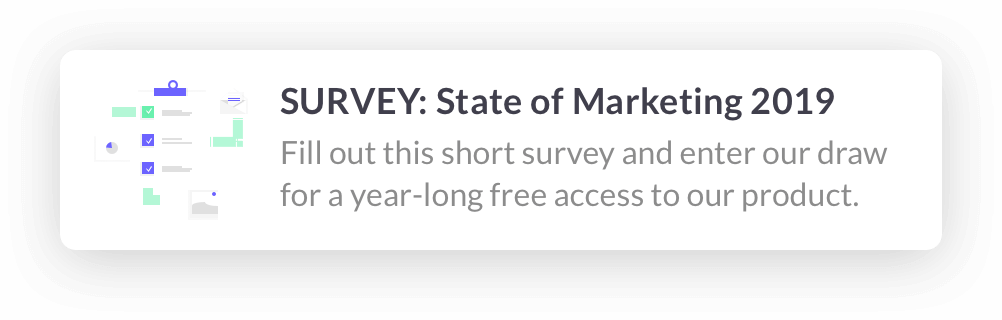 SURVEY: State of Marketing 2019
Fill out this short survey and enter our draw
for a year-long free access to our product.